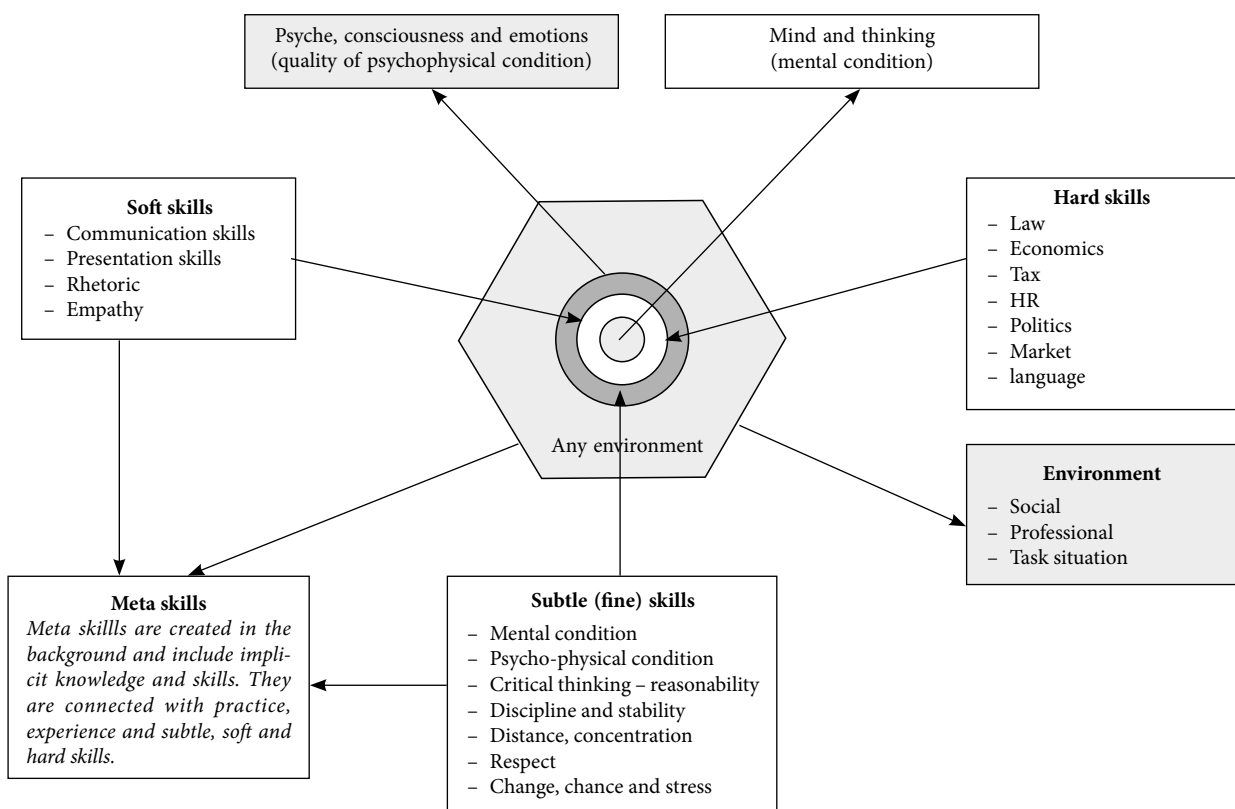 Psyche, consciousness and emotions
(quality of psychophysical condition)
Mind and thinking
(mental condition)
Soft skills
– Communication skills
– Presentation skills
– Rhetoric
– Empathy
Hard skills
– Law
– Economics
– Tax
– HR
– Politics
– Market
– language
Any environment
Environment
– Social
– Professional
– Task situation
Meta skills
Meta skillls are created in the
background and include impli-
cit knowledge and skills. They
are connected with practice,
experience and subtle, soft and
hard skills.
Subtle (fine) skills
– Mental condition
– Psycho-physical condition
– Critical thinking – reasonability
– Discipline and stability
– Distance, concentration
– Respect
– Change, chance and stress